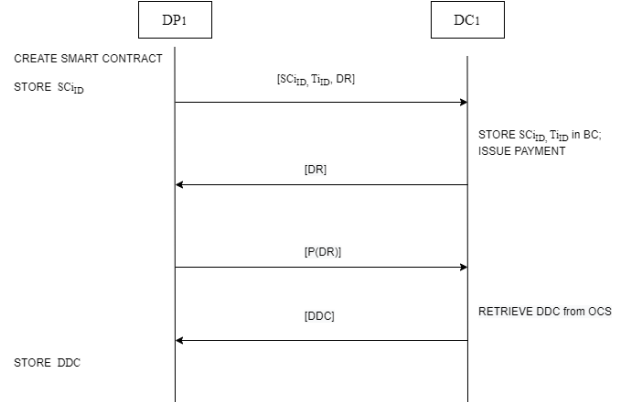 DP1
DC1
CREATE SMART CONTRACT
STORE SCiID
[SCiID, TiID, DR]
STORE SCiID, TiID in BC;
ISSUE PAYMENT
[DR]
[P(DR)]
[DDC]
RETRIEVE DDC from OCS
STORE DDC